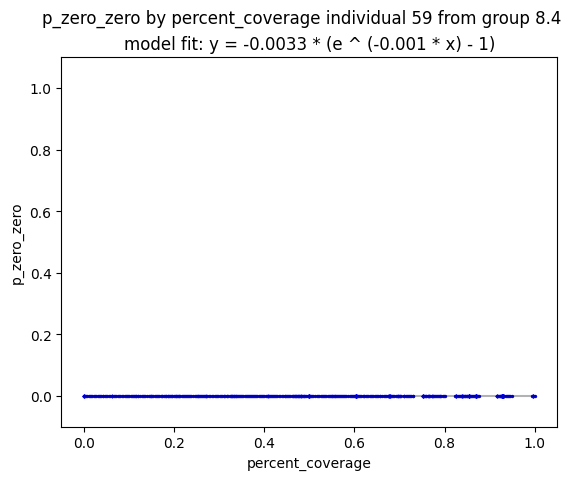 p_zero_zero by percent_coverage individual 59 from group 8.4
model fit: y = -0.0033 * (e ^ (-0.001 * x) - 1)
1.0
0.8
0.6
0.4
0.2
0.0
p_zero_zero
0.0 0.2 0.4 0.6 0.8 1.0
percent_coverage